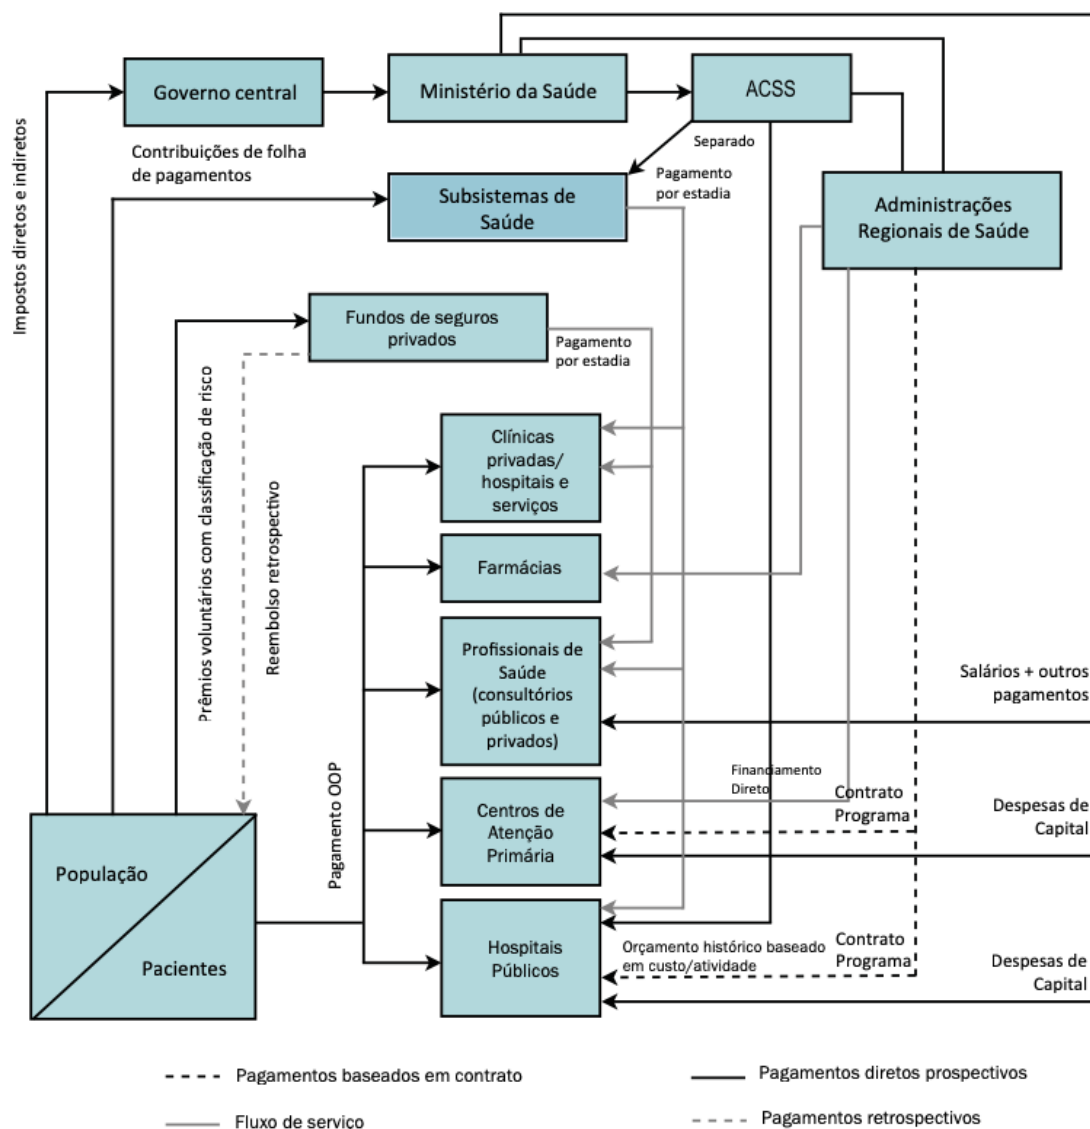 Governo central
Ministério da Saúde
ACSS
Separado
Contribuições de folha
de pagamentos
Pagamento
por estadia
Subsistemas de
Saúde
Administrações
Regionais de Saúde
Impostos diretos e indiretos
Fundos de seguros
privados
Pagamento
por estadia
Prêmios voluntários com classificação de risco
Reembolso retrospectivo
Clínicas
privadas/
hospitais e
serviços
Farmácias
Profissionais de
Saúde
(consultórios
públicos e
privados)
Salários + outros
pagamentos
Financiamento
Direto
Contrato
Programa
Despesas de
Capital
Centros de
Atenção
Primária
Pagamento OOP
População
Pacientes
Hospitais
Públicos
Orçamento histórico baseado
em custo/atividade
Contrato
Programa
Despesas de
Capital
Pagamentos baseados em contrato
Pagamentos diretos prospectivos
Fluxo de servico
Pagamentos retrospectivos